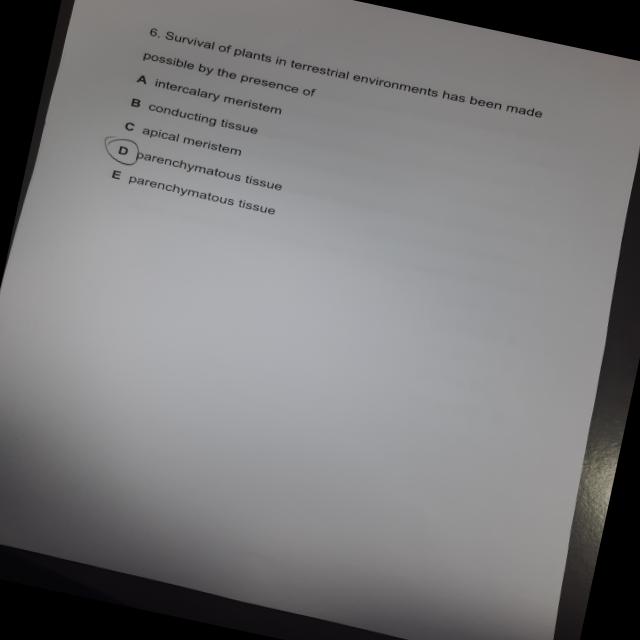 6. Survival of plants in terrestrial environments has been made
possible by the presence of
A intercalary meristem
B conducting tissue
C apical meristem
D parenchymatous tissue
E parenchymatous tissue